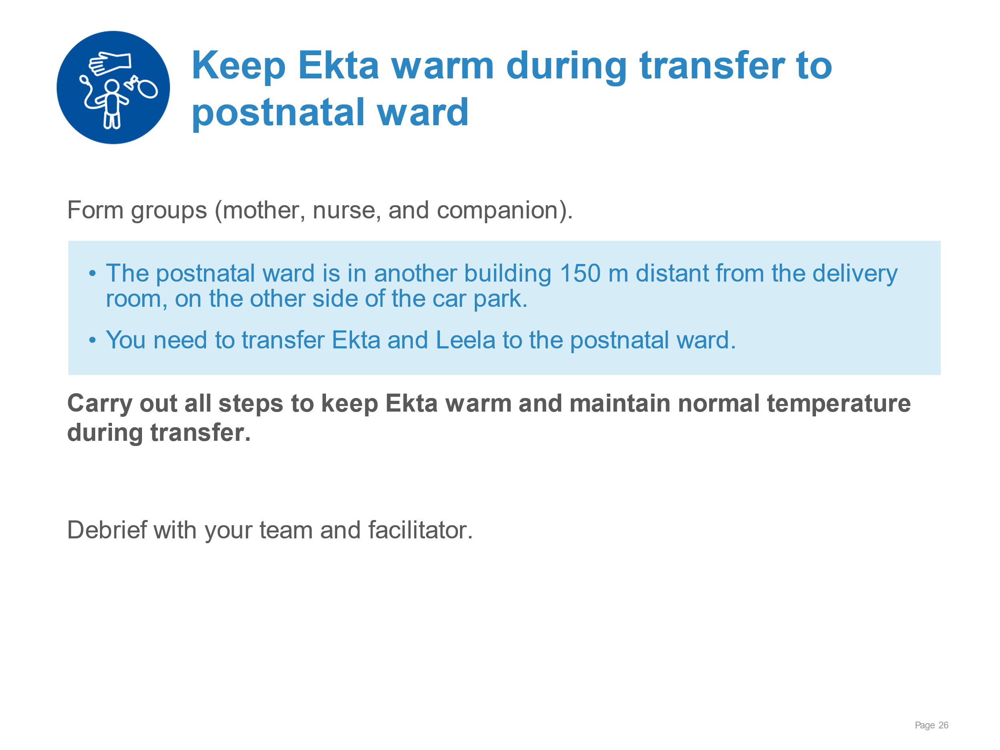 Keep Ekta warm during transfer to
postnatal ward
Form groups (mother, nurse, and companion).
• The postnatal ward is in another building 150 m distant from the delivery
room, on the other side of the car park.
• You need to transfer Ekta and Leela to the postnatal ward.
Carry out all steps to keep Ekta warm and maintain normal temperature
during transfer.
Debrief with your team and facilitator.
Page 26